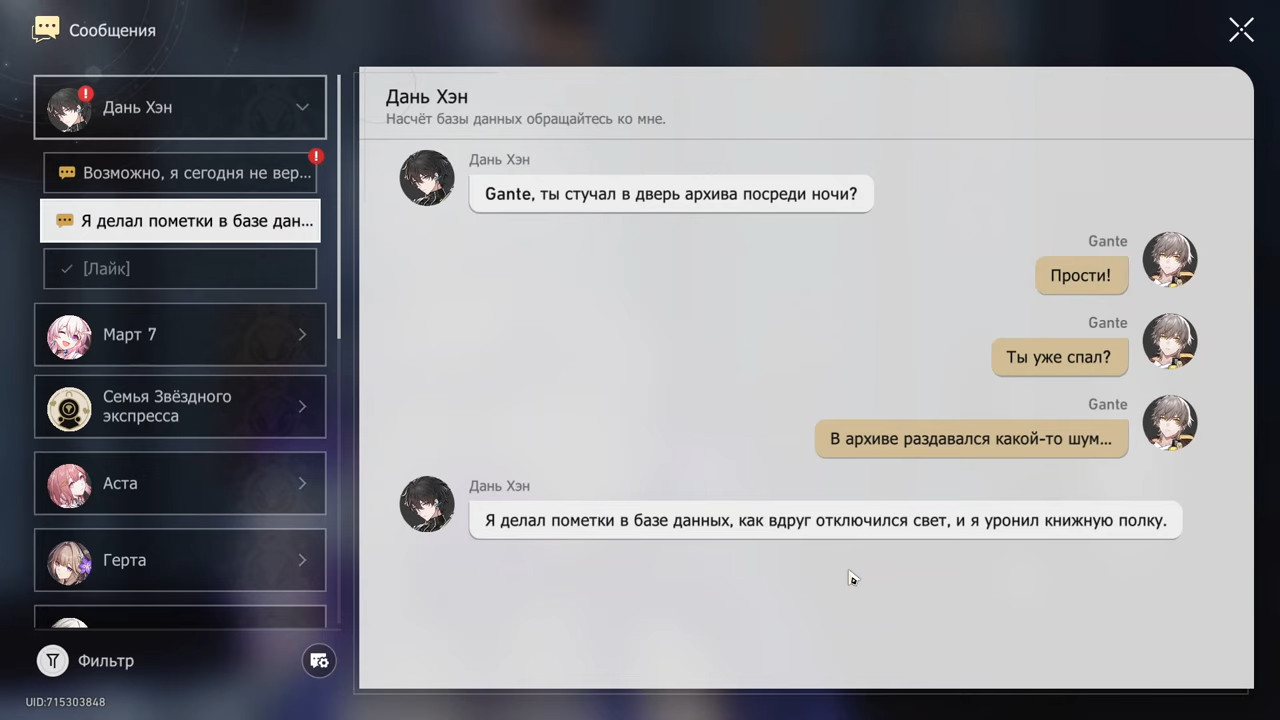 Сообщения
Дань Хэн
Возможно, я сегодня не вер...
Я делал пометки в базе дан...
[Лайк]
Март 7
Семья Звёздного
экспресса
Аста
Герта
Фильтр
UID:715303848
Дань Хэн
Насчёт базы данных обращайтесь ко мне.
Дань Хэн
Gante, ты стучал в дверь архива посреди ночи?
Gante
Прости!
Gante
Ты уже спал?
Gante
В архиве раздавался какой-то шум...
Дань Хэн
Я делал пометки в базе данных, как вдруг отключился свет, и я уронил книжную полку.